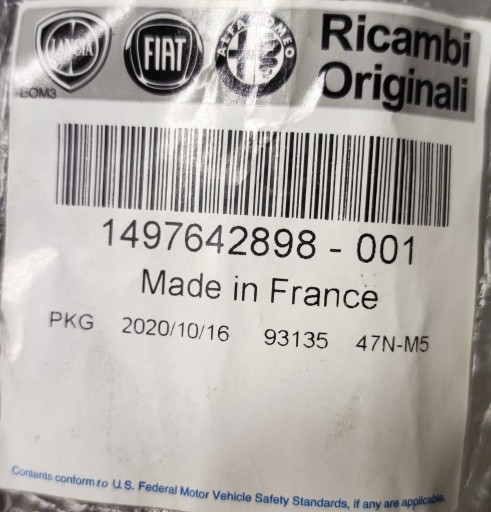 LANCIA
FIAT
ALFA ROMEO
Ricambi
Originali
BOM3
1497642898 - 001
Made in France
PKG 2020/10/16 93135 47N-M5
Contents conform to U.S. Federal Motor Vehicle Safety Standards, if any are applicable.